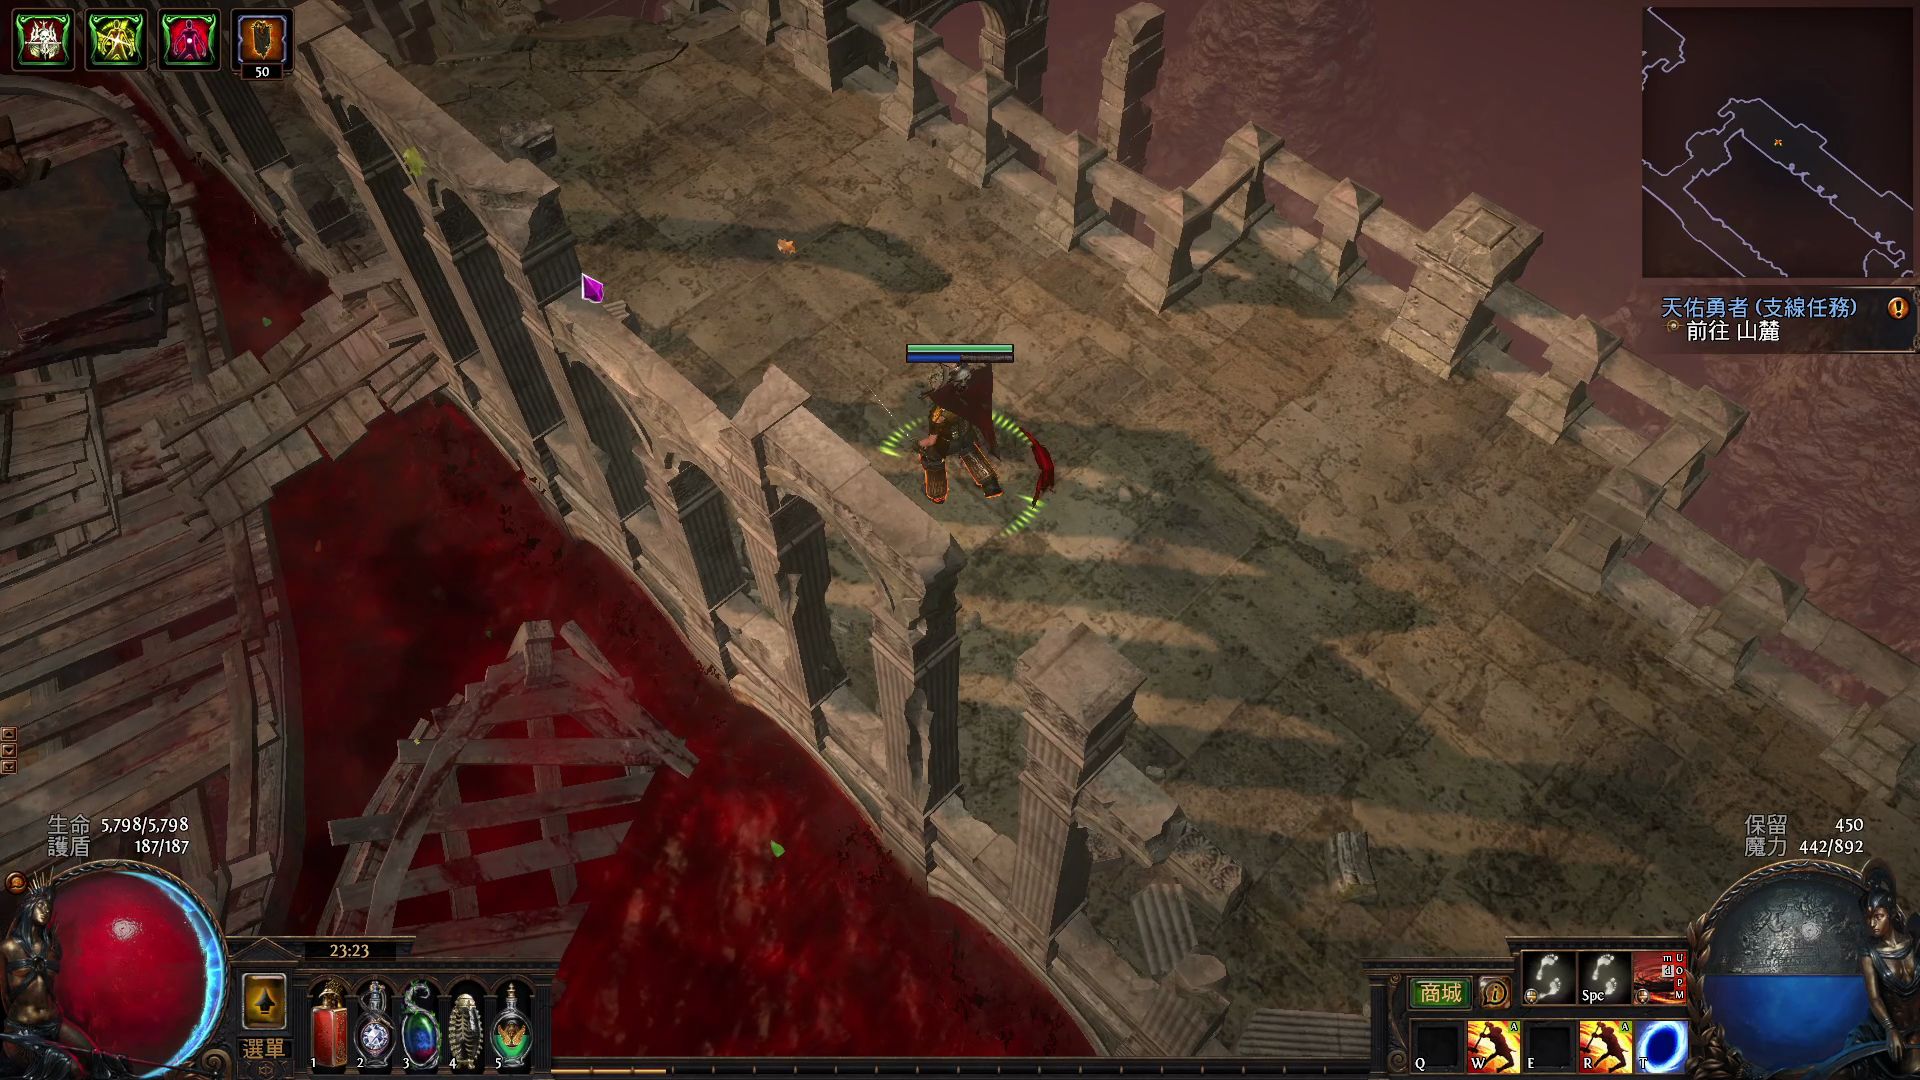 50
天佑勇者 (支線任務)
前往 山麓
生命 5,798/5,798
護盾 187/187
保留 450
魔力 442/892
23:23
選單
1
2
3
4
5
商城
Spc
m U
d O
P
M
Q
W A
E
R A
T